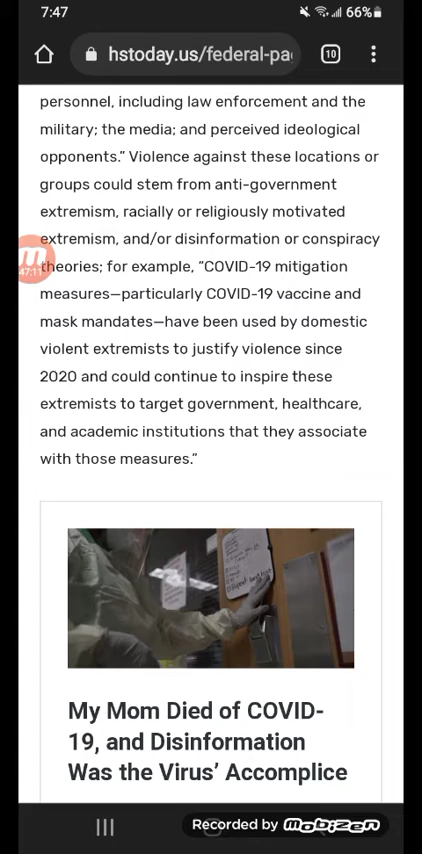 7:47
66%
hstoday.us/federal-pa
10
personnel, including law enforcement and the
military; the media; and perceived ideological
opponents.” Violence against these locations or
groups could stem from anti-government
extremism, racially or religiously motivated
extremism, and/or disinformation or conspiracy
theories; for example, “COVID-19 mitigation
47:11
measures—particularly COVID-19 vaccine and
mask mandates—have been used by domestic
violent extremists to justify violence since
2020 and could continue to inspire these
extremists to target government, healthcare,
and academic institutions that they associate
with those measures.”
My Mom Died of COVID-
19, and Disinformation
Was the Virus’ Accomplice
Recorded by mobizen